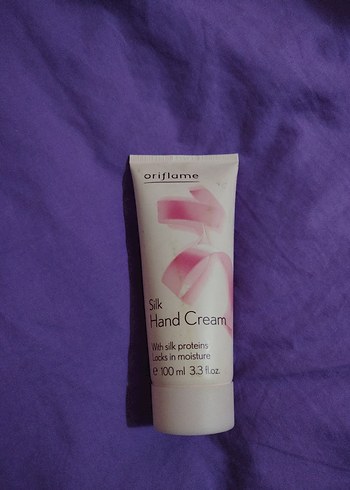 oriflame
Silk
Hand Cream
With silk proteins
Locks in moisture
℮ 100 ml 3.3 fl.oz.